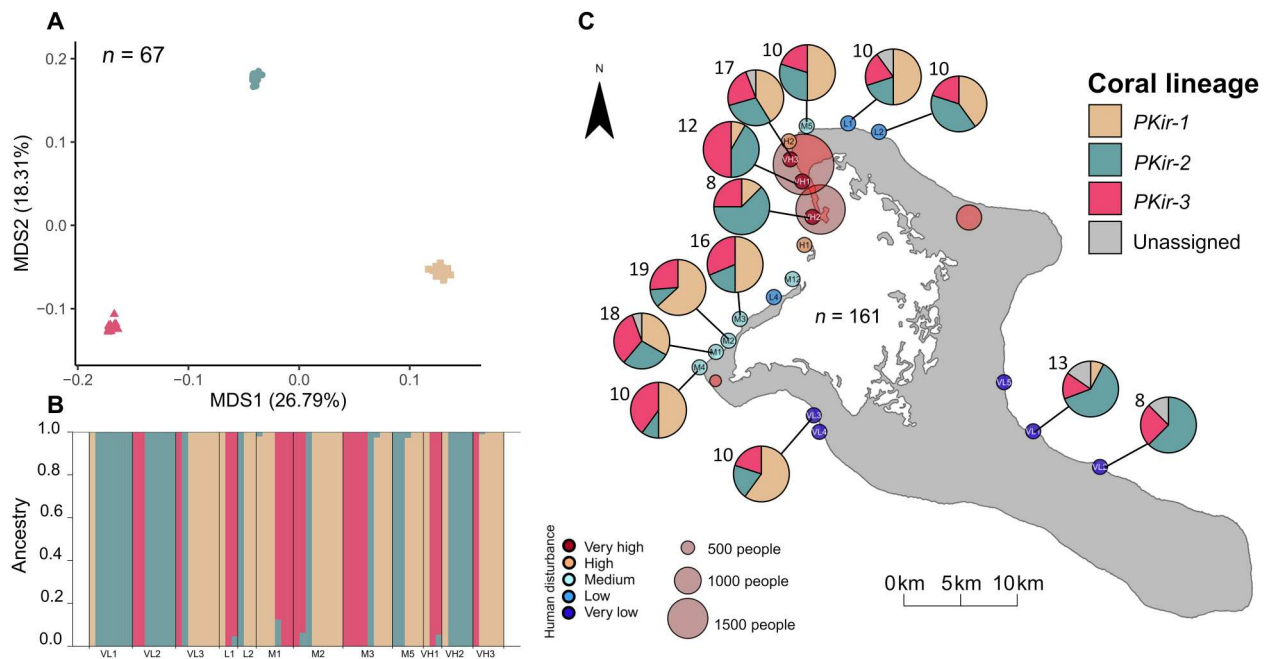 A
n = 67
0.2
0.1
0.0
−0.1
MDS2 (18.31%)
−0.2
−0.1
0.0
0.1
MDS1 (26.79%)
B
1.0
0.8
0.6
0.4
0.2
0.0
Ancestry
VL1 VL2 VL3 L1 L2 M1 M2 M3 M5 VH1 VH2 VH3
C
N
10
17
12
8
16
19
18
10
10
10
10
13
8
M5
L1
L2
H2
VH3
VH1
VH2
H1
M12
L4
M3
M2
M1
M4
VL3
VL4
VL5
n = 161
Coral lineage
PKir-1
PKir-2
PKir-3
Unassigned
Human disturbance
Very high
High
Medium
Low
Very low
500 people
1000 people
1500 people
0km 5km 10km